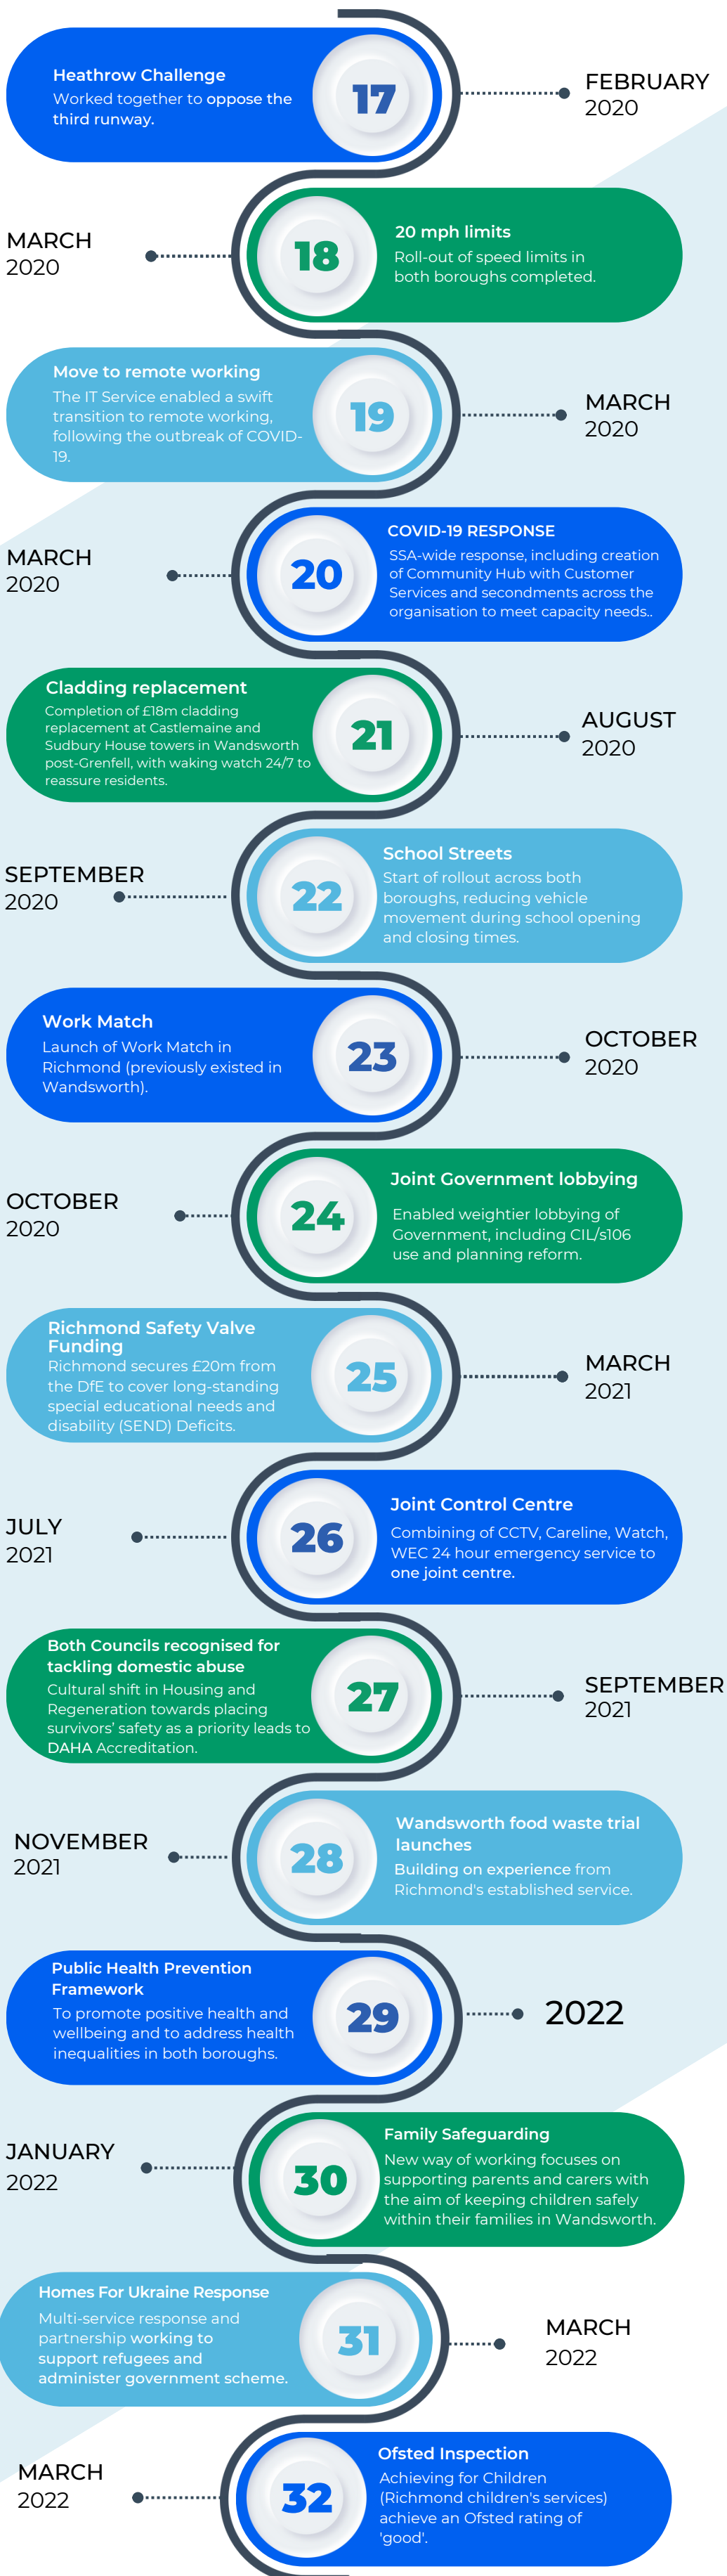 Heathrow Challenge
Worked together to oppose the
third runway.
17
FEBRUARY
2020
MARCH
2020
18
20 mph limits
Roll-out of speed limits in
both boroughs completed.
Move to remote working
The IT Service enabled a swift
transition to remote working,
following the outbreak of COVID-
19.
19
MARCH
2020
MARCH
2020
20
COVID-19 RESPONSE
SSA-wide response, including creation
of Community Hub with Customer
Services and secondments across the
organisation to meet capacity needs..
Cladding replacement
Completion of £18m cladding
replacement at Castlemaine and
Sudbury House towers in Wandsworth
post-Grenfell, with waking watch 24/7 to
reassure residents.
21
AUGUST
2020
SEPTEMBER
2020
22
School Streets
Start of rollout across both
boroughs, reducing vehicle
movement during school opening
and closing times.
Work Match
Launch of Work Match in
Richmond (previously existed in
Wandsworth).
23
OCTOBER
2020
OCTOBER
2020
24
Joint Government lobbying
Enabled weightier lobbying of
Government, including CIL/s106
use and planning reform.
Richmond Safety Valve
Funding
Richmond secures £20m from
the DfE to cover long-standing
special educational needs and
disability (SEND) Deficits.
25
MARCH
2021
JULY
2021
26
Joint Control Centre
Combining of CCTV, Careline, Watch,
WEC 24 hour emergency service to
one joint centre.
Both Councils recognised for
tackling domestic abuse
Cultural shift in Housing and
Regeneration towards placing
survivors' safety as a priority leads to
DAHA Accreditation.
27
SEPTEMBER
2021
NOVEMBER
2021
28
Wandsworth food waste trial
launches
Building on experience from
Richmond's established service.
Public Health Prevention
Framework
To promote positive health and
wellbeing and to address health
inequalities in both boroughs.
29
2022
JANUARY
2022
30
Family Safeguarding
New way of working focuses on
supporting parents and carers with
the aim of keeping children safely
within their families in Wandsworth.
Homes For Ukraine Response
Multi-service response and
partnership working to
support refugees and
administer government scheme.
31
MARCH
2022
MARCH
2022
32
Ofsted Inspection
Achieving for Children
(Richmond children's services)
achieve an Ofsted rating of
'good'.